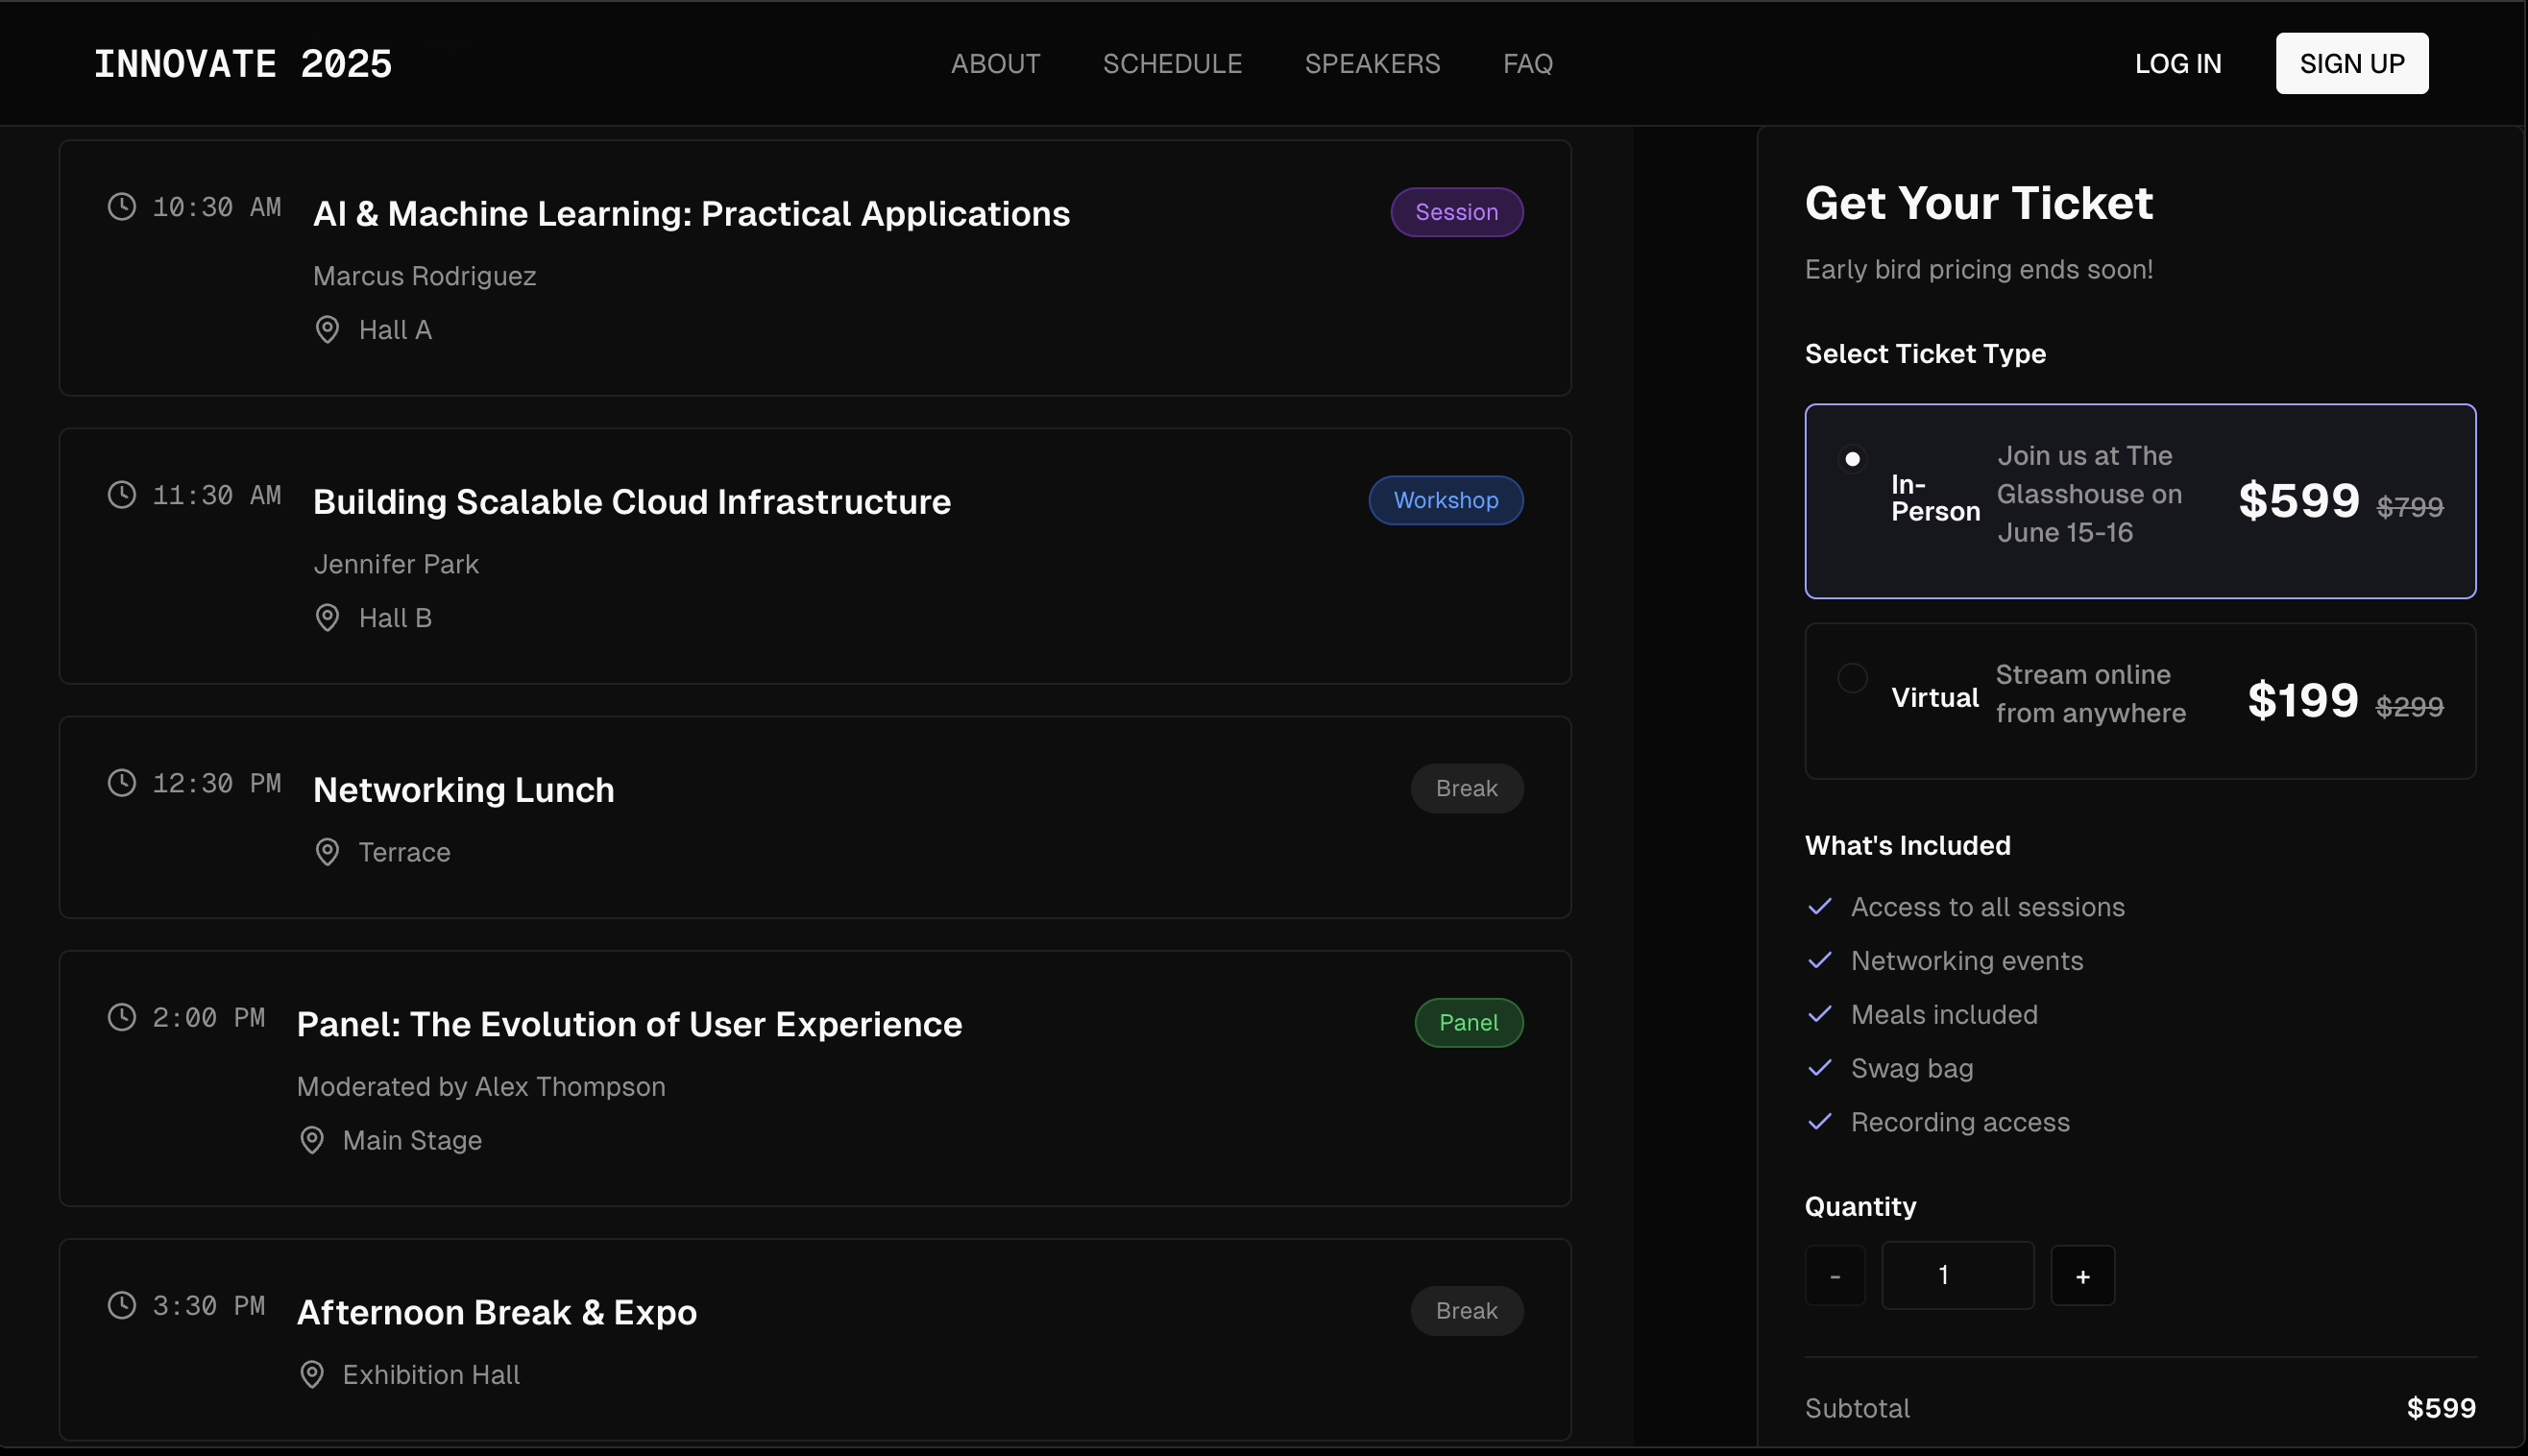 INNOVATE 2025
ABOUT
SCHEDULE
SPEAKERS
FAQ
LOG IN
SIGN UP
10:30 AM
AI & Machine Learning: Practical Applications
Session
Marcus Rodriguez
Hall A
11:30 AM
Building Scalable Cloud Infrastructure
Workshop
Jennifer Park
Hall B
12:30 PM
Networking Lunch
Break
Terrace
2:00 PM
Panel: The Evolution of User Experience
Panel
Moderated by Alex Thompson
Main Stage
3:30 PM
Afternoon Break & Expo
Break
Exhibition Hall
Get Your Ticket
Early bird pricing ends soon!
Select Ticket Type
In-
Person
Join us at The
Glasshouse on
June 15-16
$599 $799
Virtual
Stream online
from anywhere
$199 $299
What's Included
Access to all sessions
Networking events
Meals included
Swag bag
Recording access
Quantity
- 1 +
Subtotal
$599